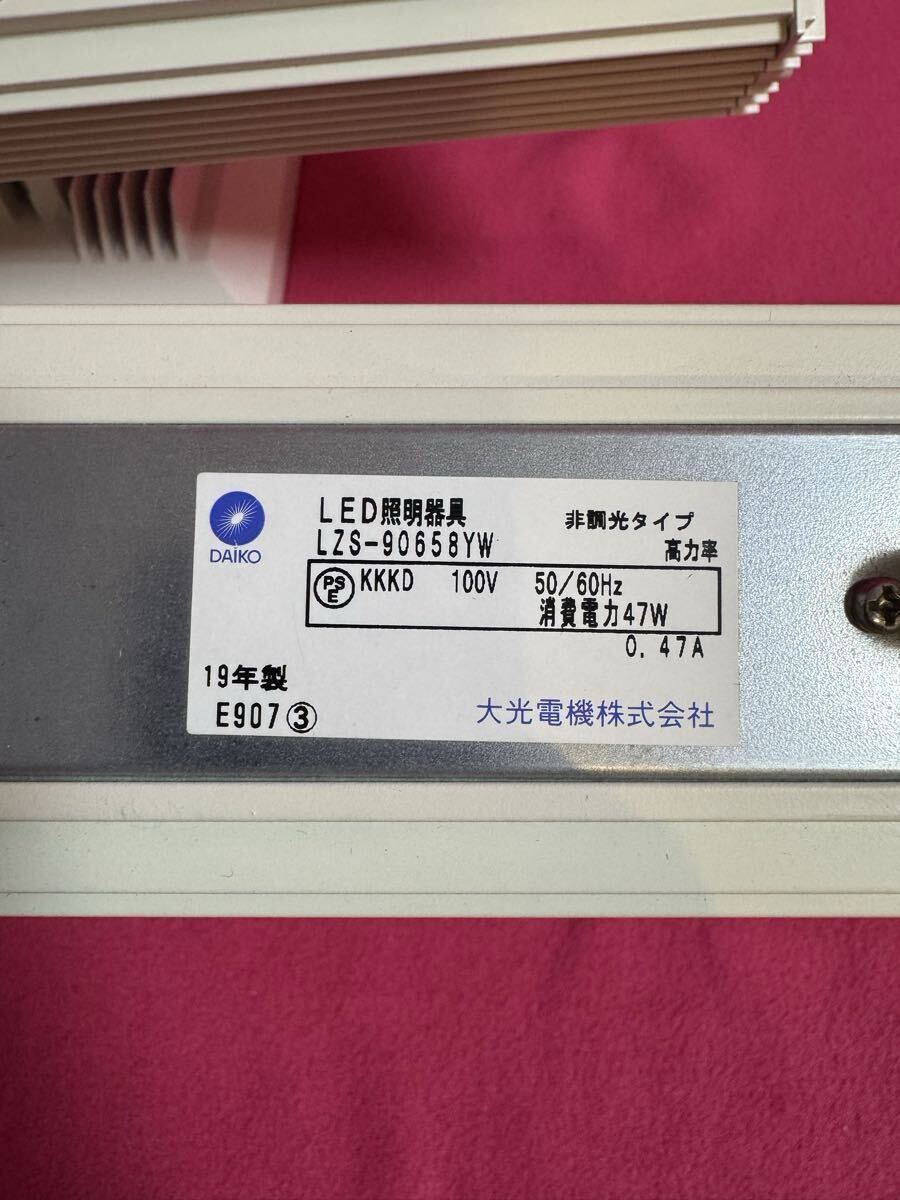 DAIKO
LED照明器具 非調光タイプ
LZS-90658YW 高力率
PSE KKKD 100V 50/60Hz
消費電力47W
0.47A
19年製
E907③
大光電機株式会社